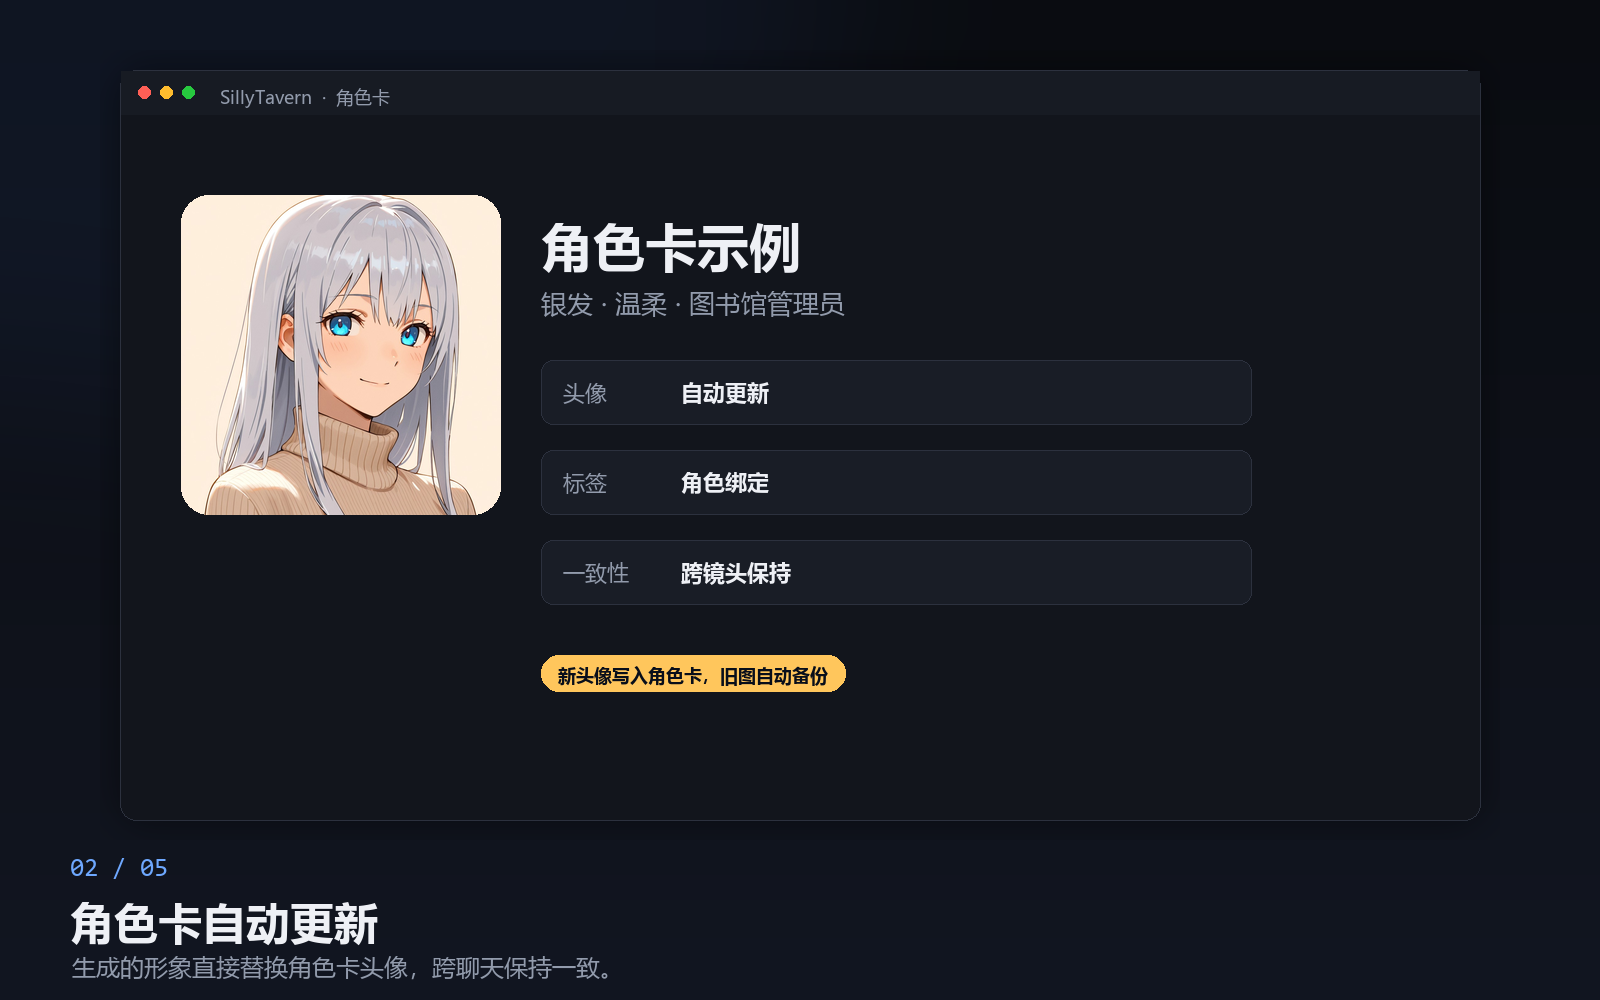 SillyTavern · 角色卡
角色卡示例
银发 · 温柔 · 图书馆管理员
头像 自动更新
标签 角色绑定
一致性 跨镜头保持
新头像写入角色卡，旧图自动备份
02 / 05
角色卡自动更新
生成的形象直接替换角色卡头像，跨聊天保持一致。